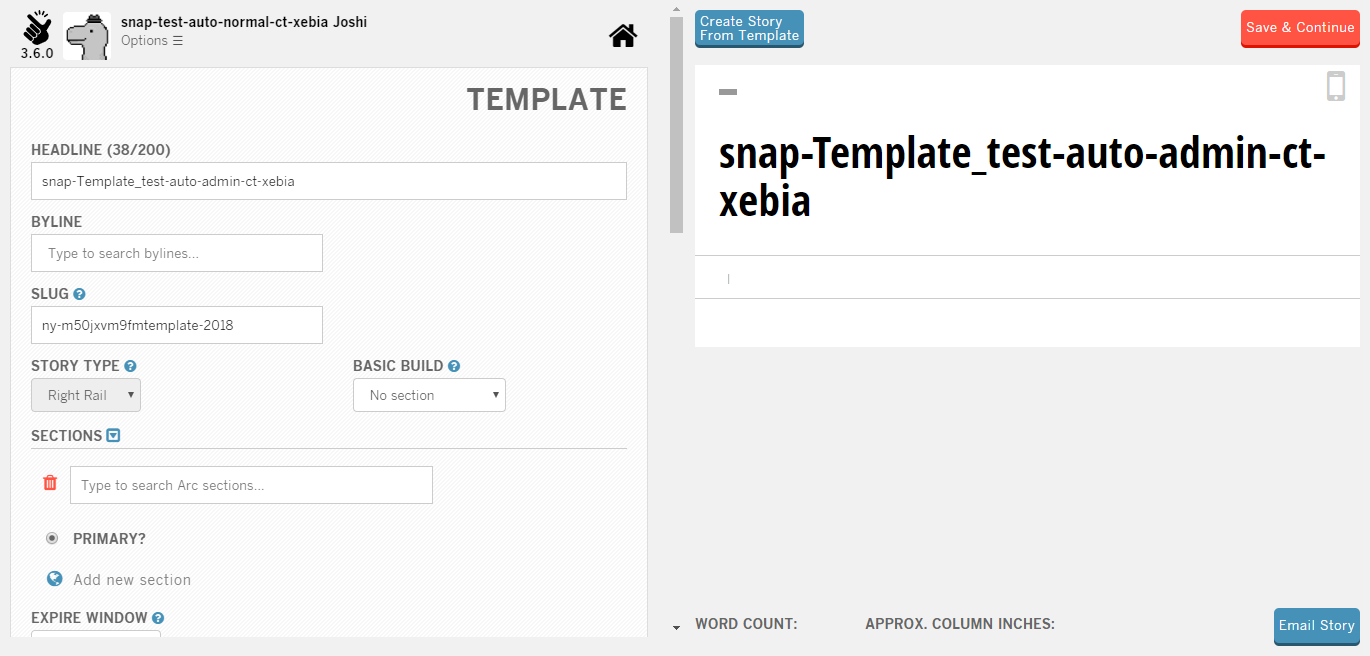 snap-test-auto-normal-ct-xebia Joshi
Options ☰
3.6.0
TEMPLATE
HEADLINE (38/200)
snap-Template_test-auto-admin-ct-xebia
BYLINE
Type to search bylines...
SLUG ?
ny-m50jxvm9fmtemplate-2018
STORY TYPE ?
BASIC BUILD ?
Right Rail
No section
SECTIONS
Type to search Arc sections...
PRIMARY?
Add new section
EXPIRE WINDOW ?
Create Story
From Template
Save & Continue
snap-Template_test-auto-admin-ct-
xebia
|
WORD COUNT:
APPROX. COLUMN INCHES:
Email Story